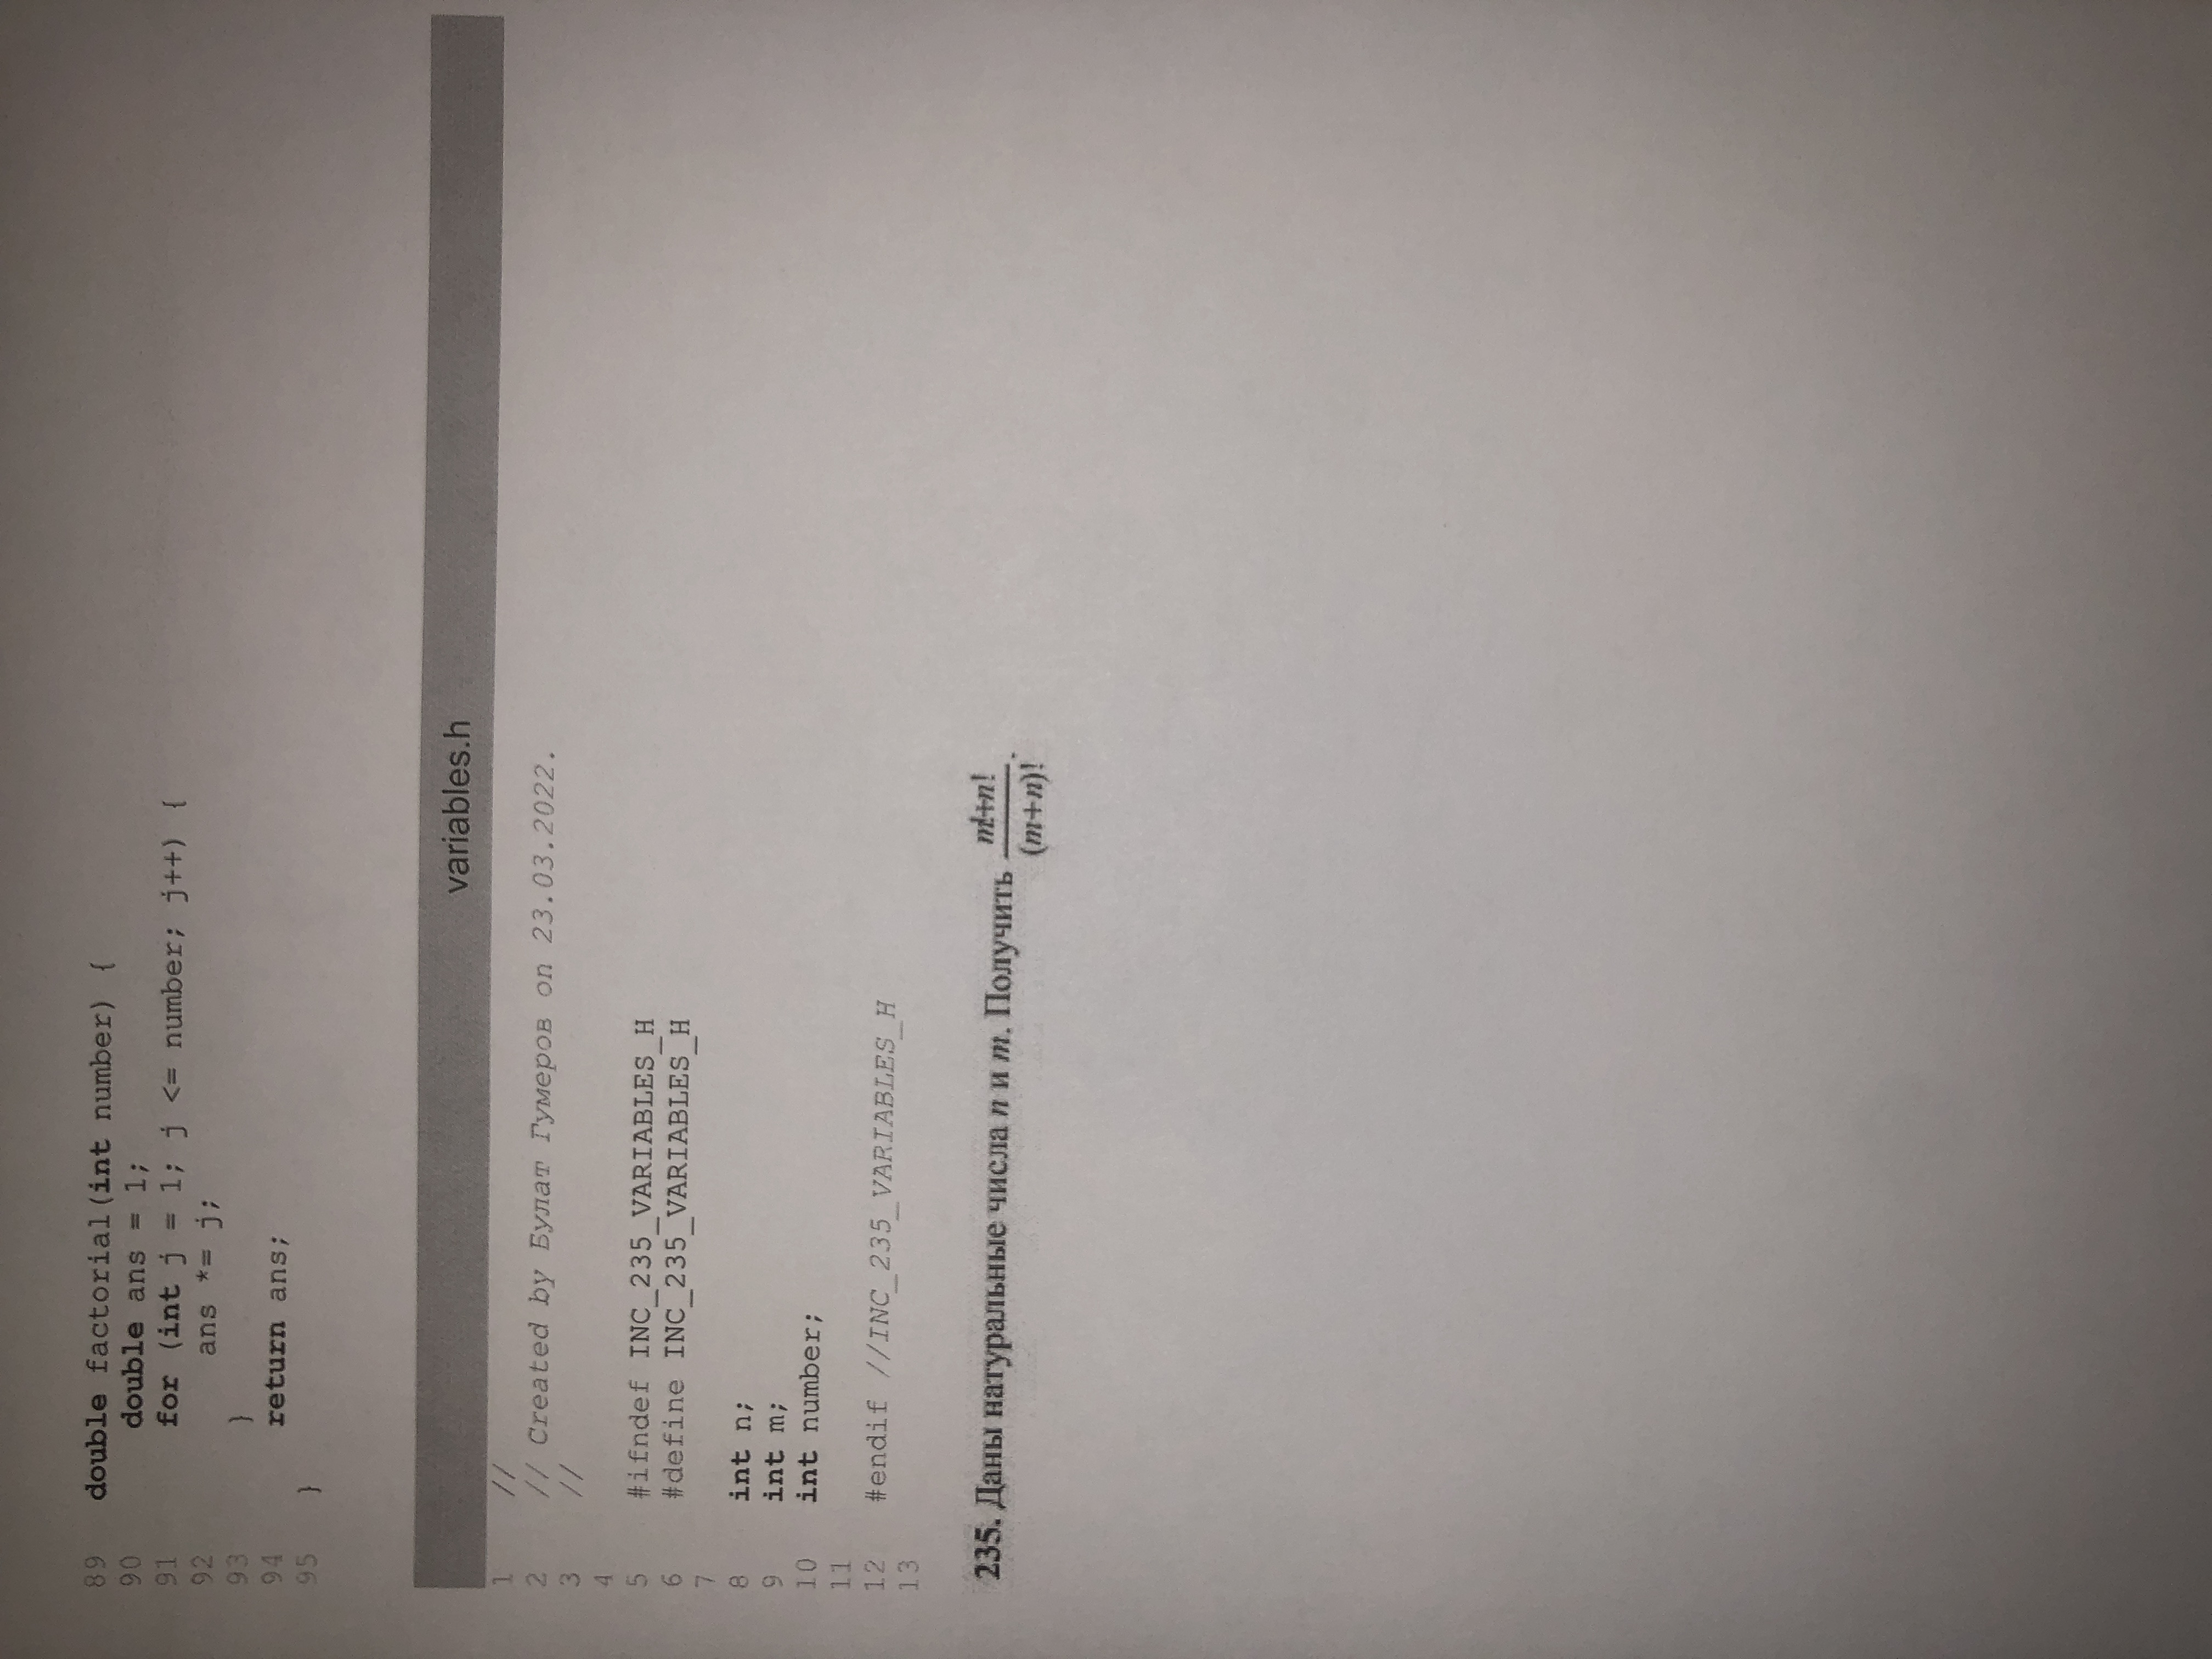 89 double factorial(int number) {
90 double ans = 1;
91 for (int j = 1; j <= number; j++) {
92 ans *= j;
93 }
94 return ans;
95 }
variables.h
1 //
2 // Created by Булат Гумеров on 23.03.2022.
3 //
4
5 #ifndef INC_235_VARIABLES_H
6 #define INC_235_VARIABLES_H
7
8 int n;
9 int m;
10 int number;
11
12 #endif //INC_235_VARIABLES_H
13
235. Даны натуральные числа n и m. Получить m!+n! / (m+n)!.